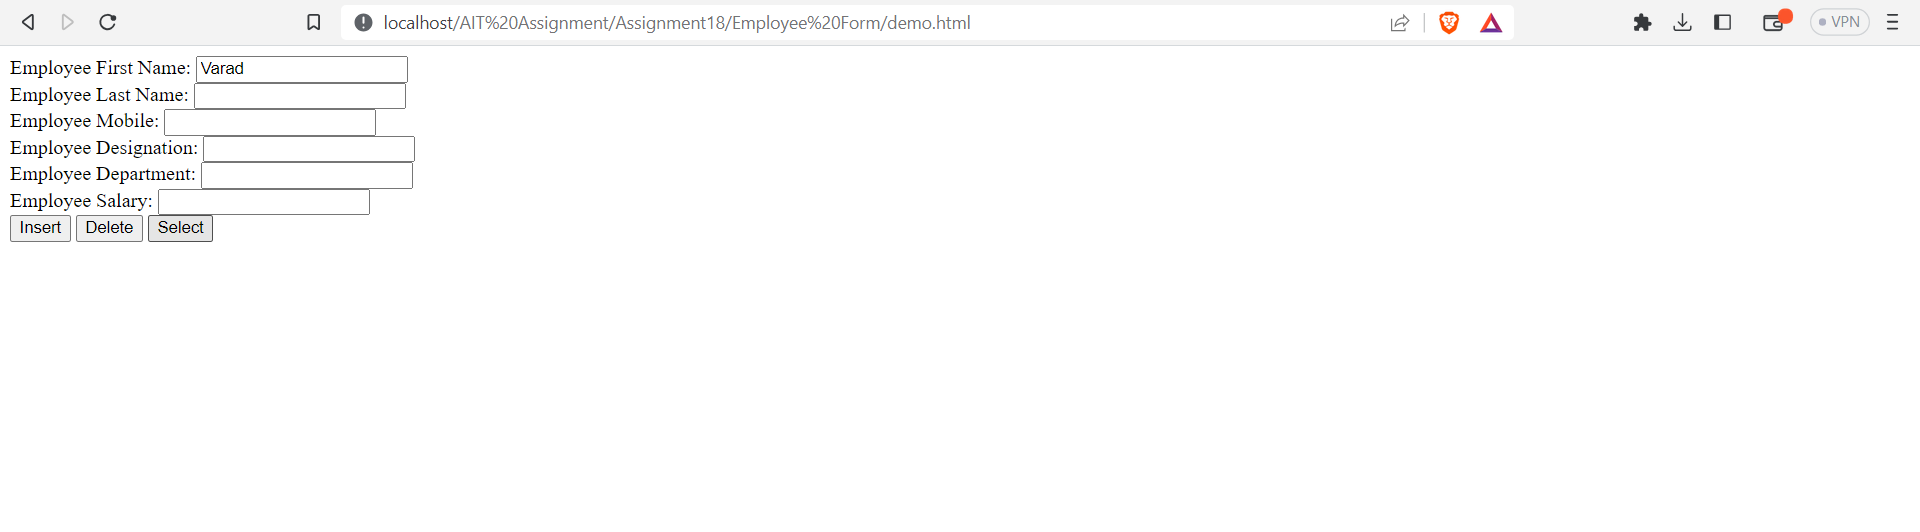 localhost/AIT%20Assignment/Assignment18/Employee%20Form/demo.html
VPN
Employee First Name: Varad
Employee Last Name:
Employee Mobile:
Employee Designation:
Employee Department:
Employee Salary:
Insert Delete Select